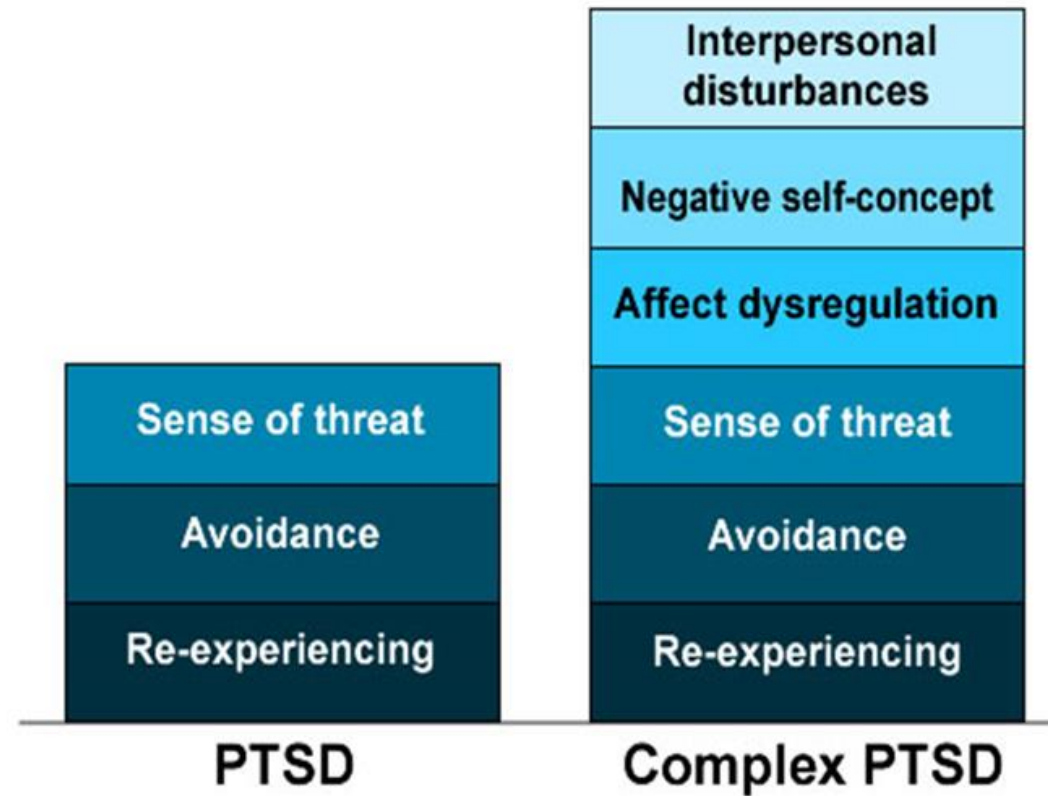 Sense of threat
Avoidance
Re-experiencing
PTSD
Interpersonal
disturbances
Negative self-concept
Affect dysregulation
Sense of threat
Avoidance
Re-experiencing
Complex PTSD